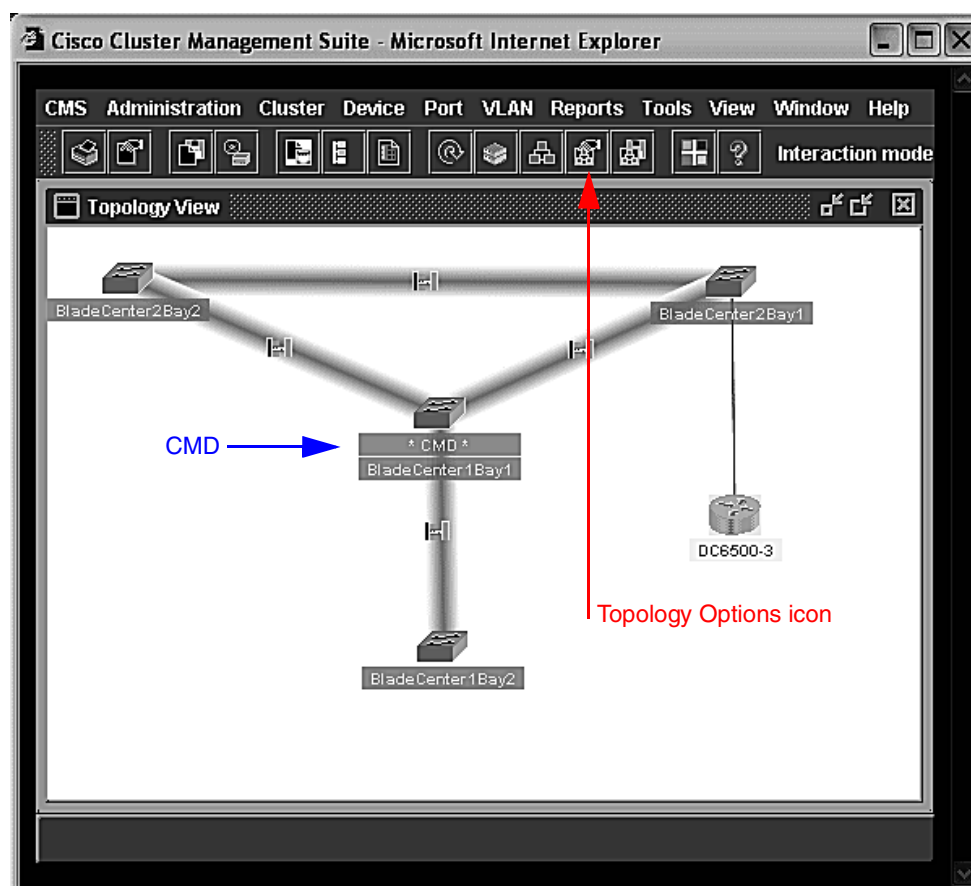 Cisco Cluster Management Suite - Microsoft Internet Explorer
CMS Administration Cluster Device Port VLAN Reports Tools View Window Help
Interaction mode
Topology View
BladeCenter2Bay2
BladeCenter2Bay1
CMD
* CMD *
BladeCenter1Bay1
DC6500-3
Topology Options icon
BladeCenter1Bay2